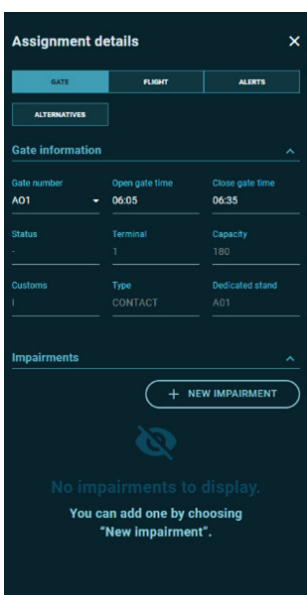 Assignment details
GATE FLIGHT ALERTS
ALTERNATIVES
Gate information
Gate number Open gate time Close gate time
A01 06:05 06:35
Status Terminal Capacity
- 1 180
Customs Type Dedicated stand
I CONTACT A01
Impairments
+ NEW IMPAIRMENT
No impairments to display.
You can add one by choosing
"New impairment".